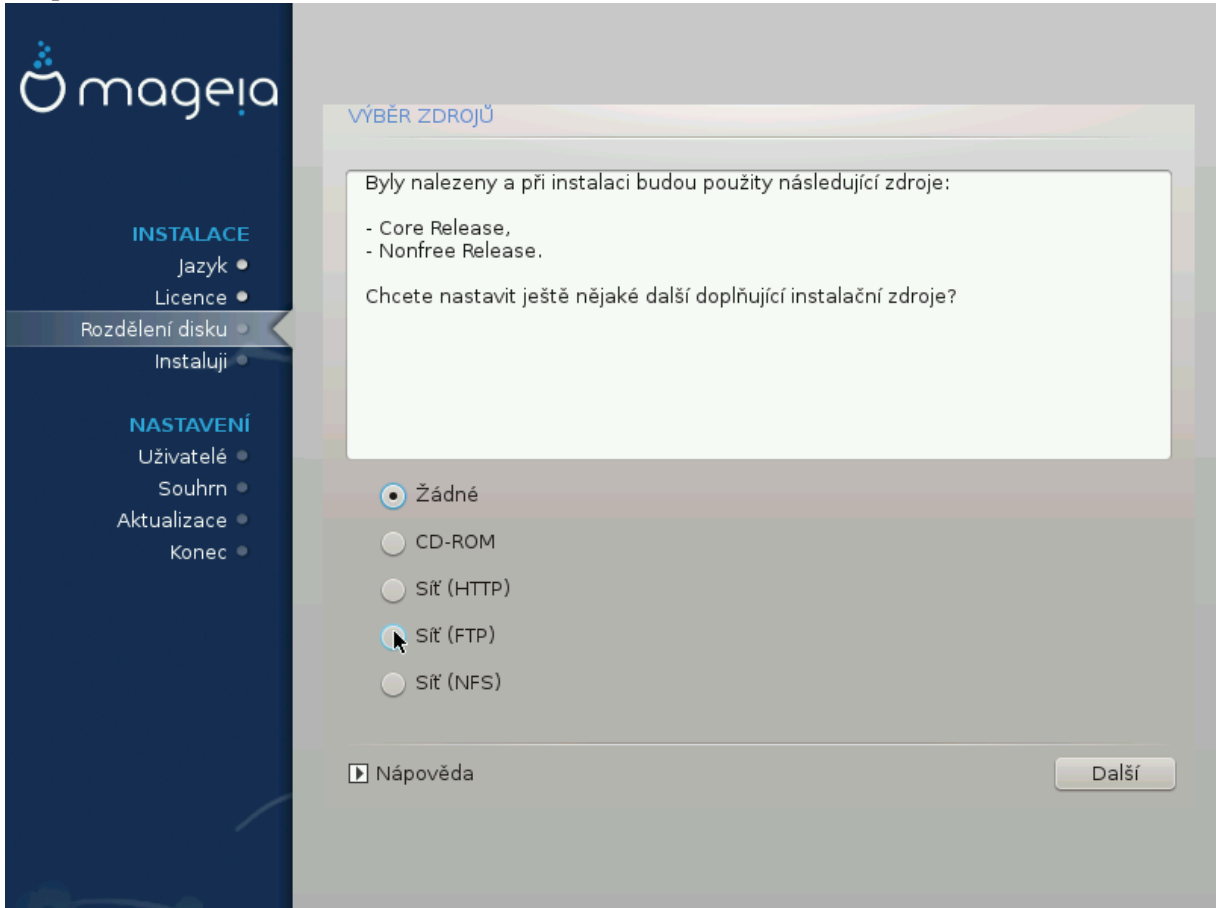 mageia
INSTALACE
Jazyk
Licence
Rozdělení disku
Instaluji
NASTAVENÍ
Uživatelé
Souhrn
Aktualizace
Konec
VÝBĚR ZDROJŮ
Byly nalezeny a při instalaci budou použity následující zdroje:
- Core Release,
- Nonfree Release.
Chcete nastavit ještě nějaké další doplňující instalační zdroje?
Žádné
CD-ROM
Síť (HTTP)
Síť (FTP)
Síť (NFS)
Nápověda
Další